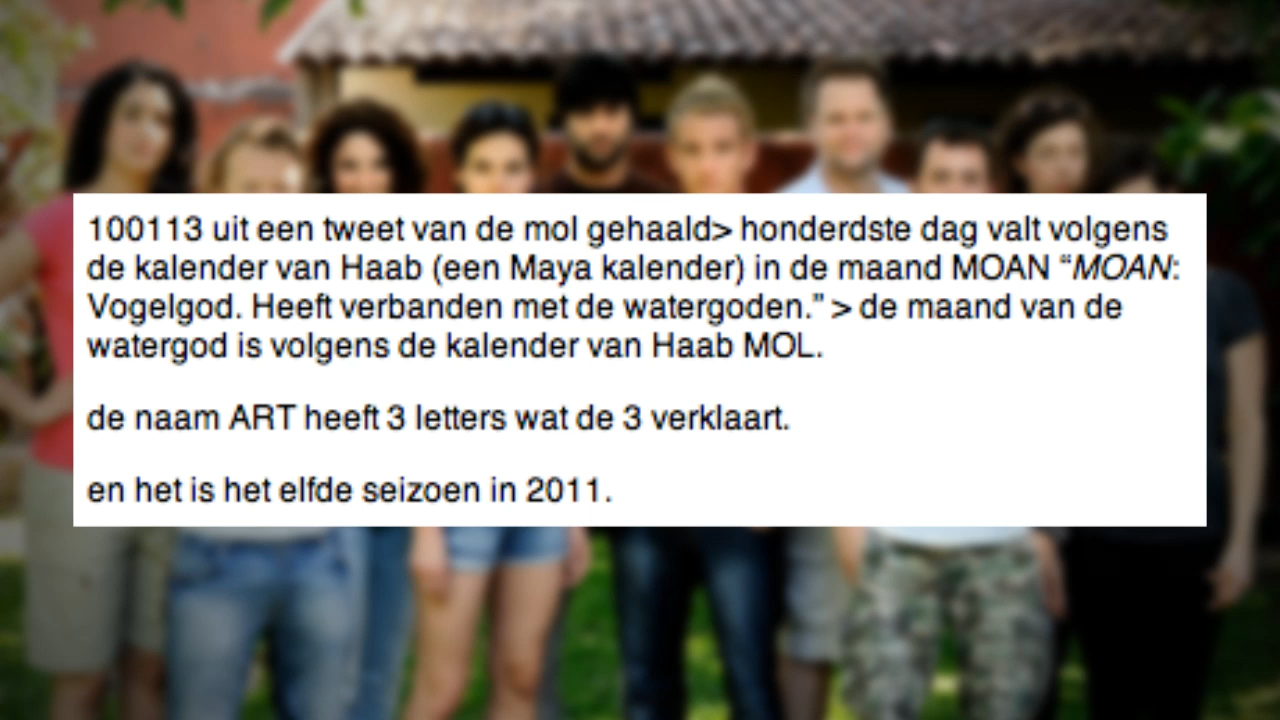 100113 uit een tweet van de mol gehaald> honderdste dag valt volgens
de kalender van Haab (een Maya kalender) in de maand MOAN “MOAN:
Vogelgod. Heeft verbanden met de watergoden.” > de maand van de
watergod is volgens de kalender van Haab MOL.
de naam ART heeft 3 letters wat de 3 verklaart.
en het is het elfde seizoen in 2011.